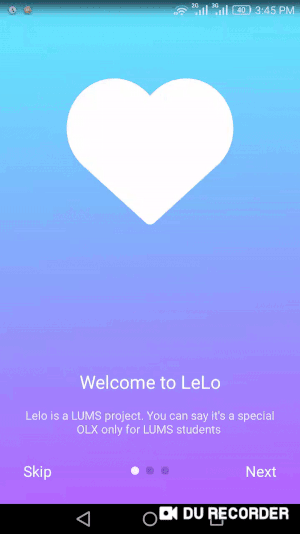 2G 3G 40 3:45 PM
Welcome to LeLo
Lelo is a LUMS project. You can say it's a special
OLX only for LUMS students
Skip Next
DU RECORDER